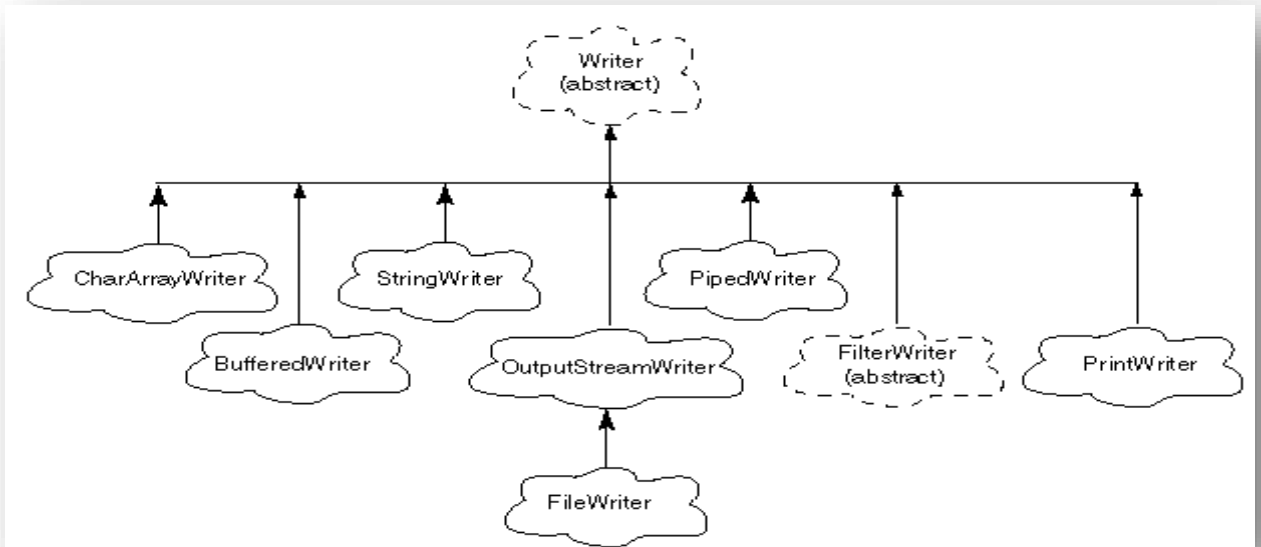 Writer
(abstract)
CharArrayWriter
StringWriter
PipedWriter
BufferedWriter
OutputStreamWriter
FilterWriter
(abstract)
PrintWriter
FileWriter